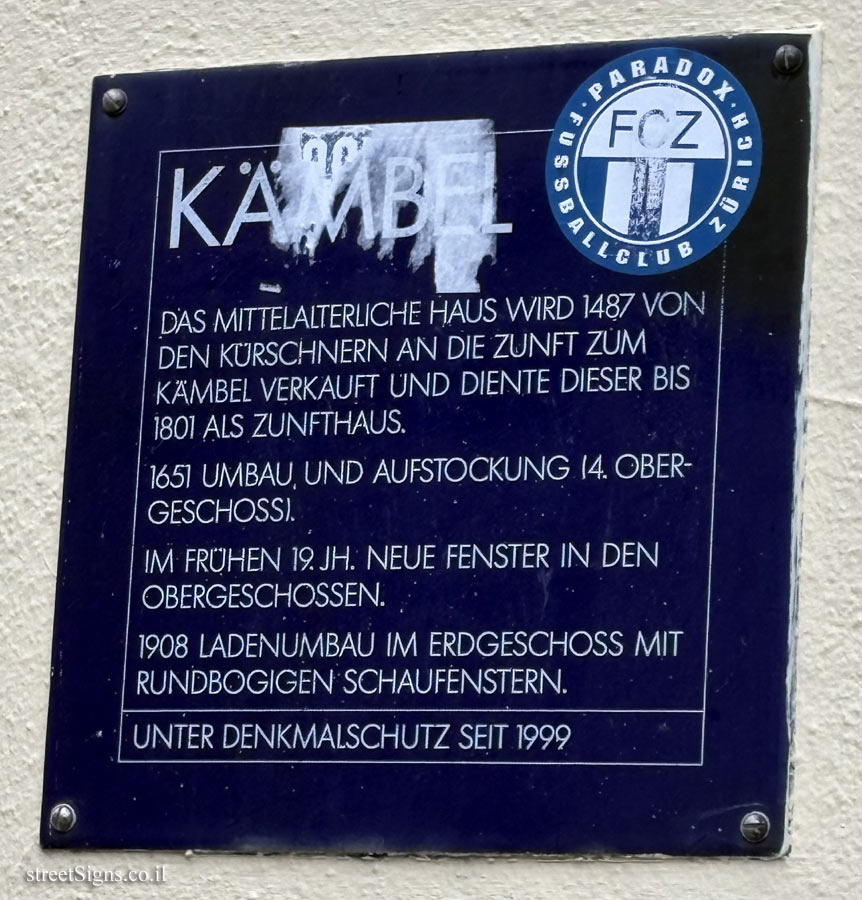 KÄMBEL
PARADOX
FCZ
FUSSBALLCLUB ZÜRICH
DAS MITTELALTERLICHE HAUS WIRD 1487 VON
DEN KÜRSCHNERN AN DIE ZUNFT ZUM
KÄMBEL VERKAUFT UND DIENTE DIESER BIS
1801 ALS ZUNFTHAUS.
1651 UMBAU UND AUFSTOCKUNG (4. OBER-
GESCHOSS).
IM FRÜHEN 19. JH. NEUE FENSTER IN DEN
OBERGESCHOSSEN.
1908 LADENUMBAU IM ERDGESCHOSS MIT
RUNDBOGIGEN SCHAUFENSTERN.
UNTER DENKMALSCHUTZ SEIT 1999
streetSigns.co.il